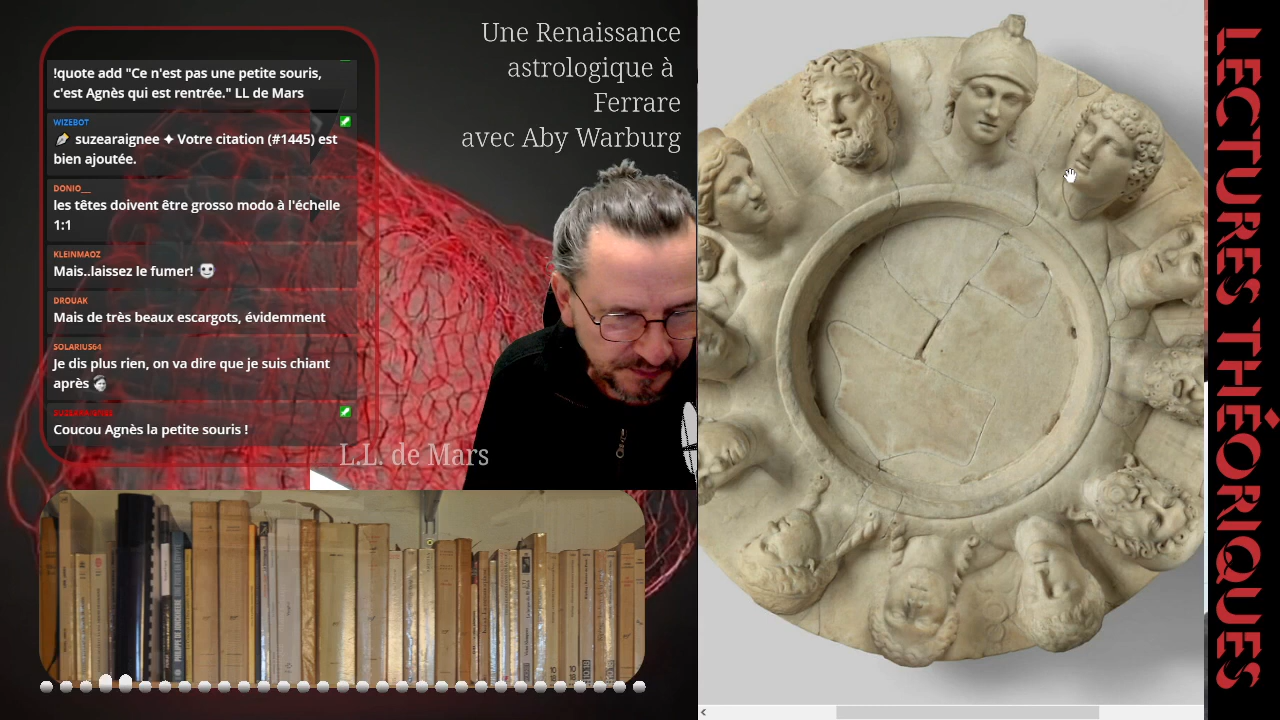 !quote add "Ce n'est pas une petite souris,
c'est Agnès qui est rentrée." LL de Mars
WIZEBOT
suzearaignee ✦ Votre citation (#1445) est
bien ajoutée.
DONIO__
les têtes doivent être grosso modo à l'échelle
1:1
KLEINMAOZ
Mais..laissez le fumer!
DROUAK
Mais de très beaux escargots, évidemment
SOLARIUS64
Je dis plus rien, on va dire que je suis chiant
après
SUZEARAIGNEE
Coucou Agnès la petite souris !
Une Renaissance
astrologique à
Ferrare
avec Aby Warburg
L.L. de Mars
LECTURES THÉORIQUES